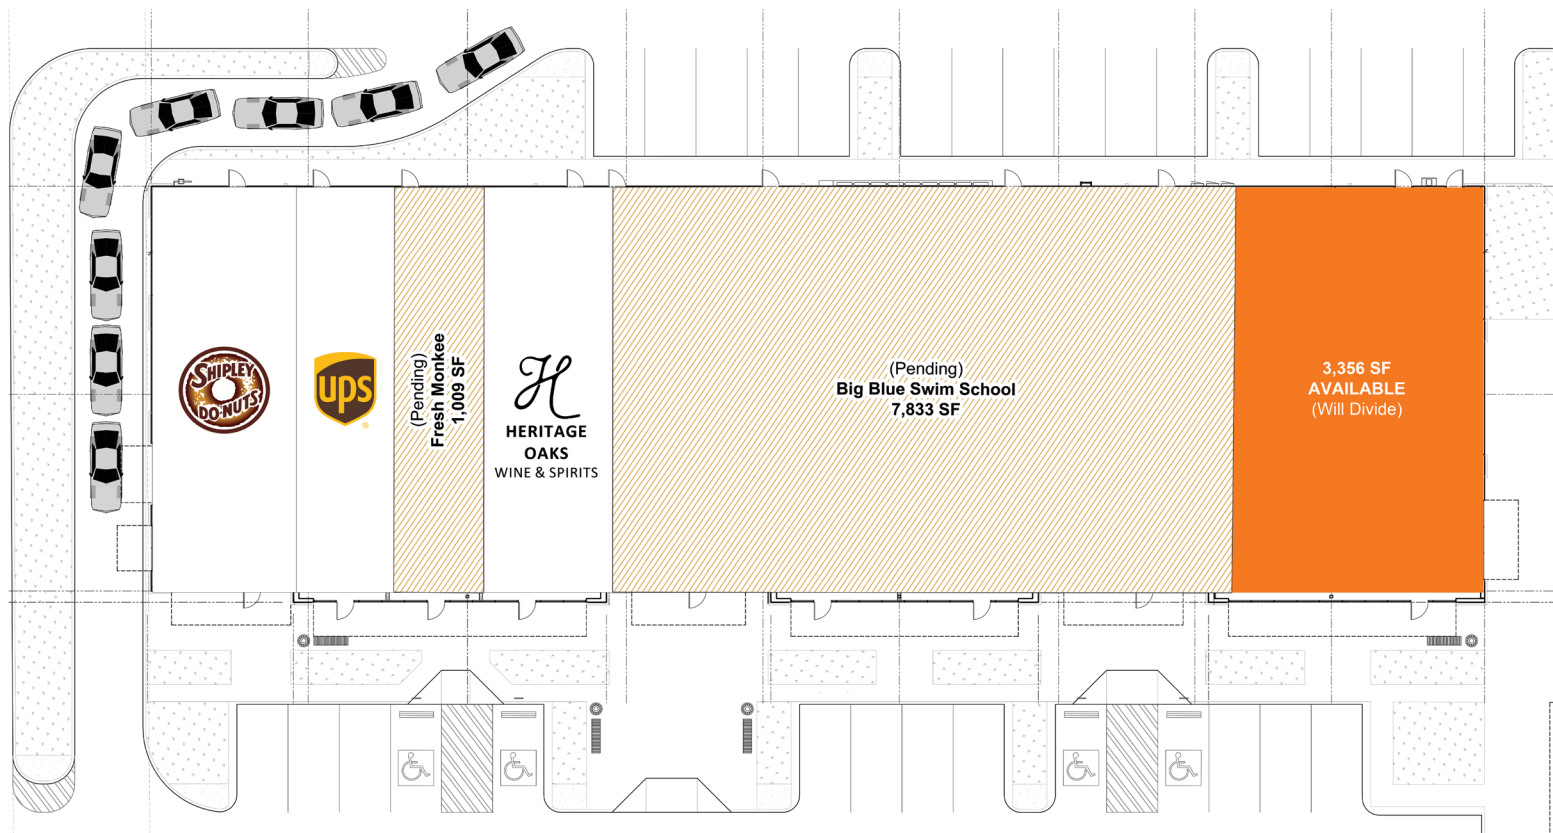 SHIPLEY
DO-NUTS
ups
®
(Pending)
Fresh Monkee
1,009 SF
H
HERITAGE
OAKS
WINE & SPIRITS
(Pending)
Big Blue Swim School
7,833 SF
3,356 SF
AVAILABLE
(Will Divide)